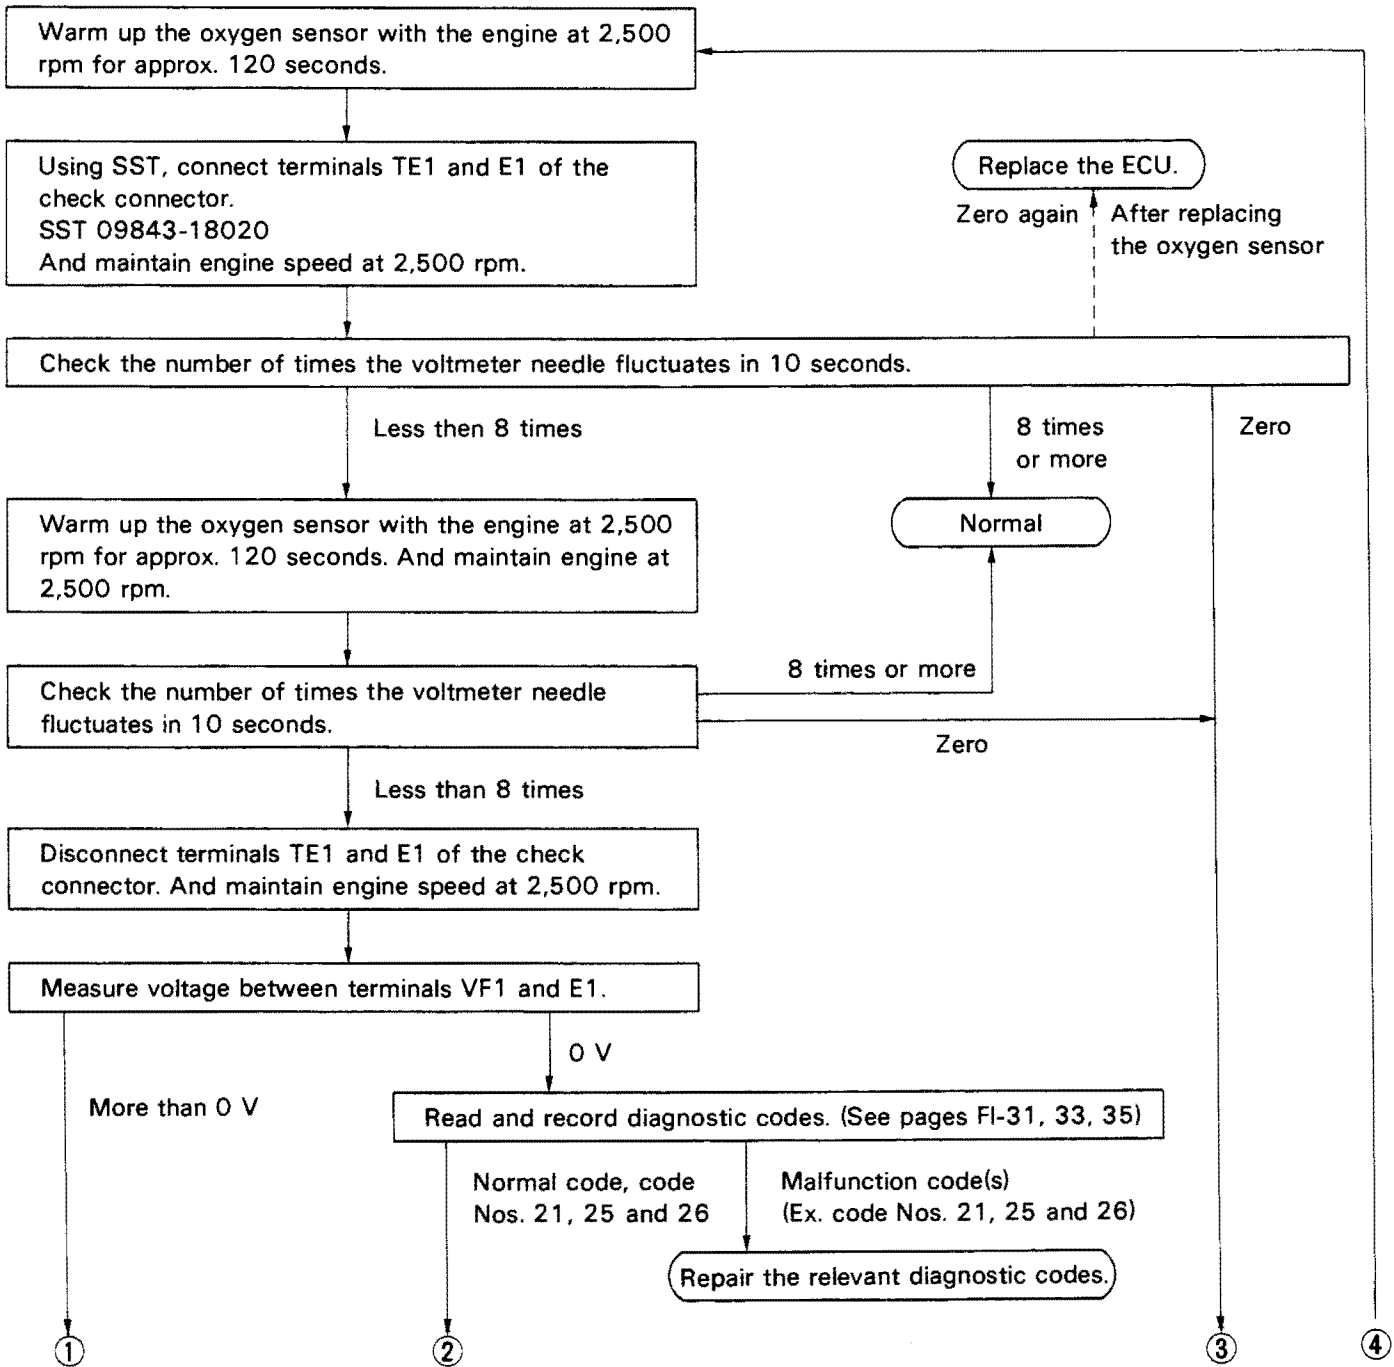 Warm up the oxygen sensor with the engine at 2,500
rpm for approx. 120 seconds.
Using SST, connect terminals TE1 and E1 of the
check connector.
SST 09843-18020
And maintain engine speed at 2,500 rpm.
Replace the ECU.
Zero again
After replacing
the oxygen sensor
Check the number of times the voltmeter needle fluctuates in 10 seconds.
Less then 8 times
8 times
or more
Zero
Warm up the oxygen sensor with the engine at 2,500
rpm for approx. 120 seconds. And maintain engine at
2,500 rpm.
Normal
Check the number of times the voltmeter needle
fluctuates in 10 seconds.
8 times or more
Zero
Less than 8 times
Disconnect terminals TE1 and E1 of the check
connector. And maintain engine speed at 2,500 rpm.
Measure voltage between terminals VF1 and E1.
0 V
More than 0 V
Read and record diagnostic codes. (See pages FI-31, 33, 35)
Normal code, code
Nos. 21, 25 and 26
Malfunction code(s)
(Ex. code Nos. 21, 25 and 26)
Repair the relevant diagnostic codes.
1
2
3
4